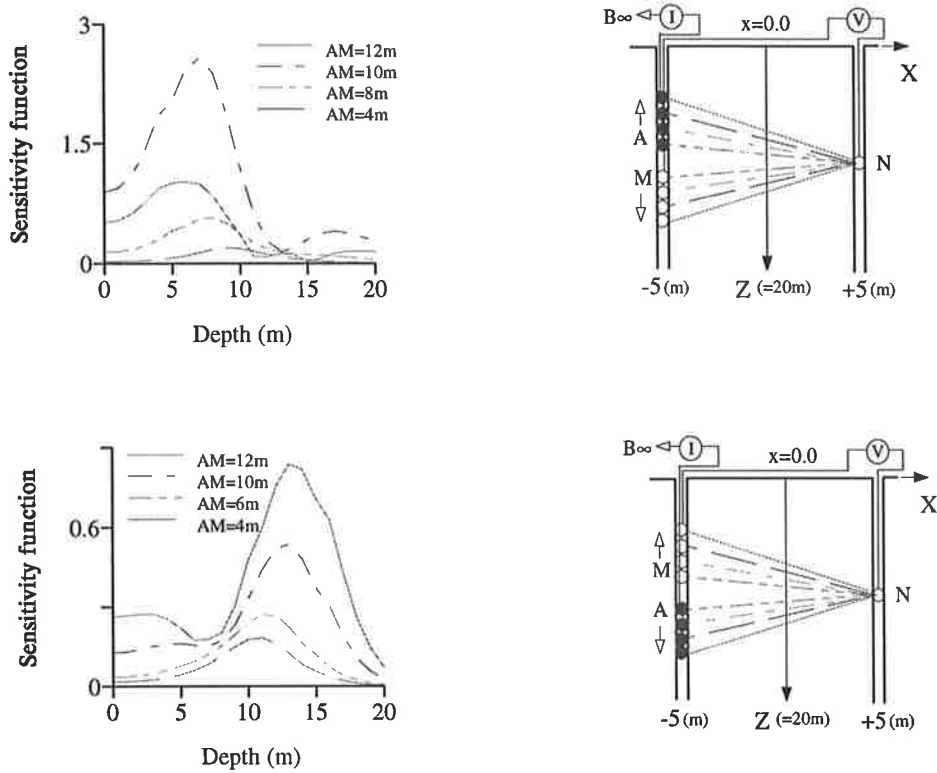 3
1.5
0
Sensitivity function
AM=12m
AM=10m
AM=8m
AM=4m
0 5 10 15 20
Depth (m)
B∞ I x=0.0 V
X
A
M
N
-5 (m) Z (=20m) +5 (m)
0.6
0
Sensitivity function
AM=12m
AM=10m
AM=6m
AM=4m
0 5 10 15 20
Depth (m)
B∞ I x=0.0 V
X
M
A
N
-5 (m) Z (=20m) +5 (m)